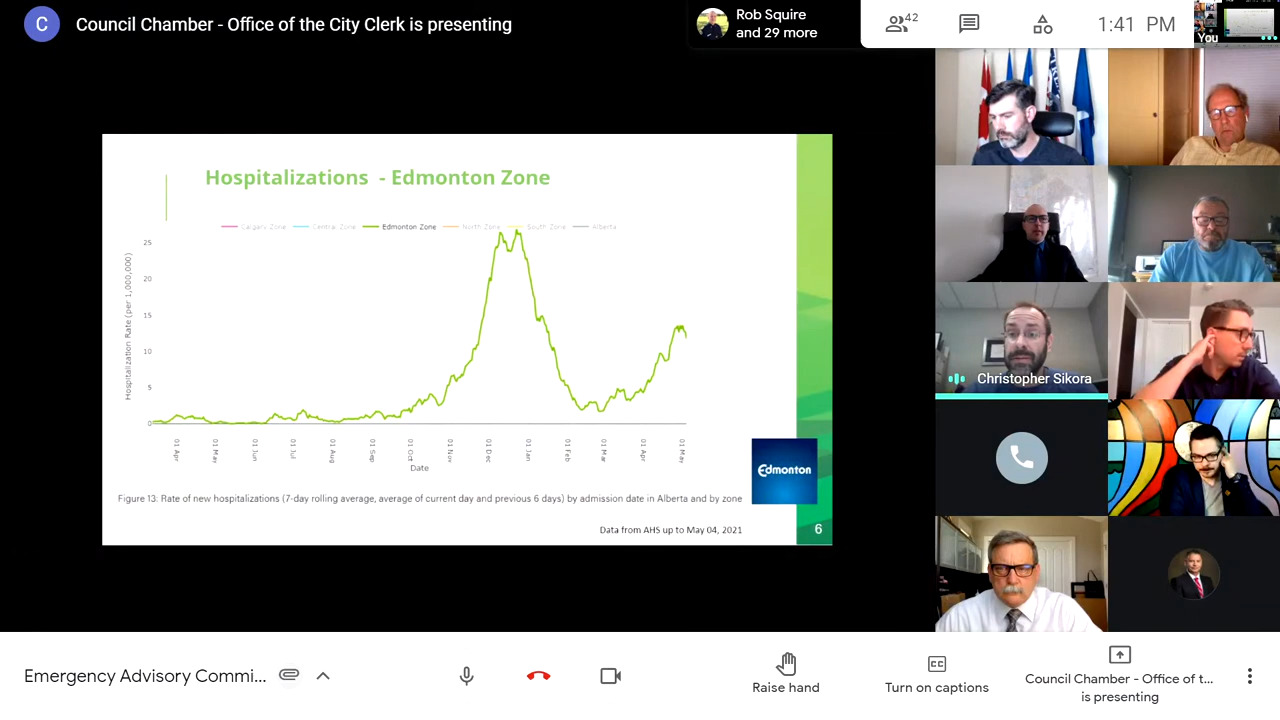 C
Council Chamber - Office of the City Clerk is presenting
Rob Squire
and 29 more
42
1:41 PM
You
Hospitalizations - Edmonton Zone
Calgary Zone Central Zone Edmonton Zone North Zone South Zone Alberta
Hospitalization Rate (per 1,000,000)
25
20
15
10
5
0
01 Apr
01 May
01 Jun
01 Jul
01 Aug
01 Sep
01 Oct
01 Nov
01 Dec
01 Jan
01 Feb
01 Mar
01 Apr
01 May
Date
Edmonton
Figure 13: Rate of new hospitalizations (7-day rolling average, average of current day and previous 6 days) by admission date in Alberta and by zone
Data from AHS up to May 04, 2021
6
Christopher Sikora
Emergency Advisory Commi...
Raise hand
CC
Turn on captions
Council Chamber - Office of t...
is presenting